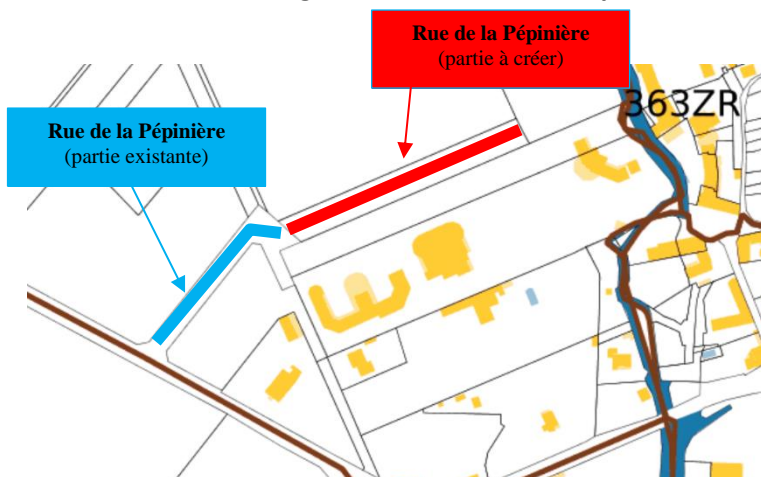 Rue de la Pépinière
(partie à créer)
363ZR
Rue de la Pépinière
(partie existante)